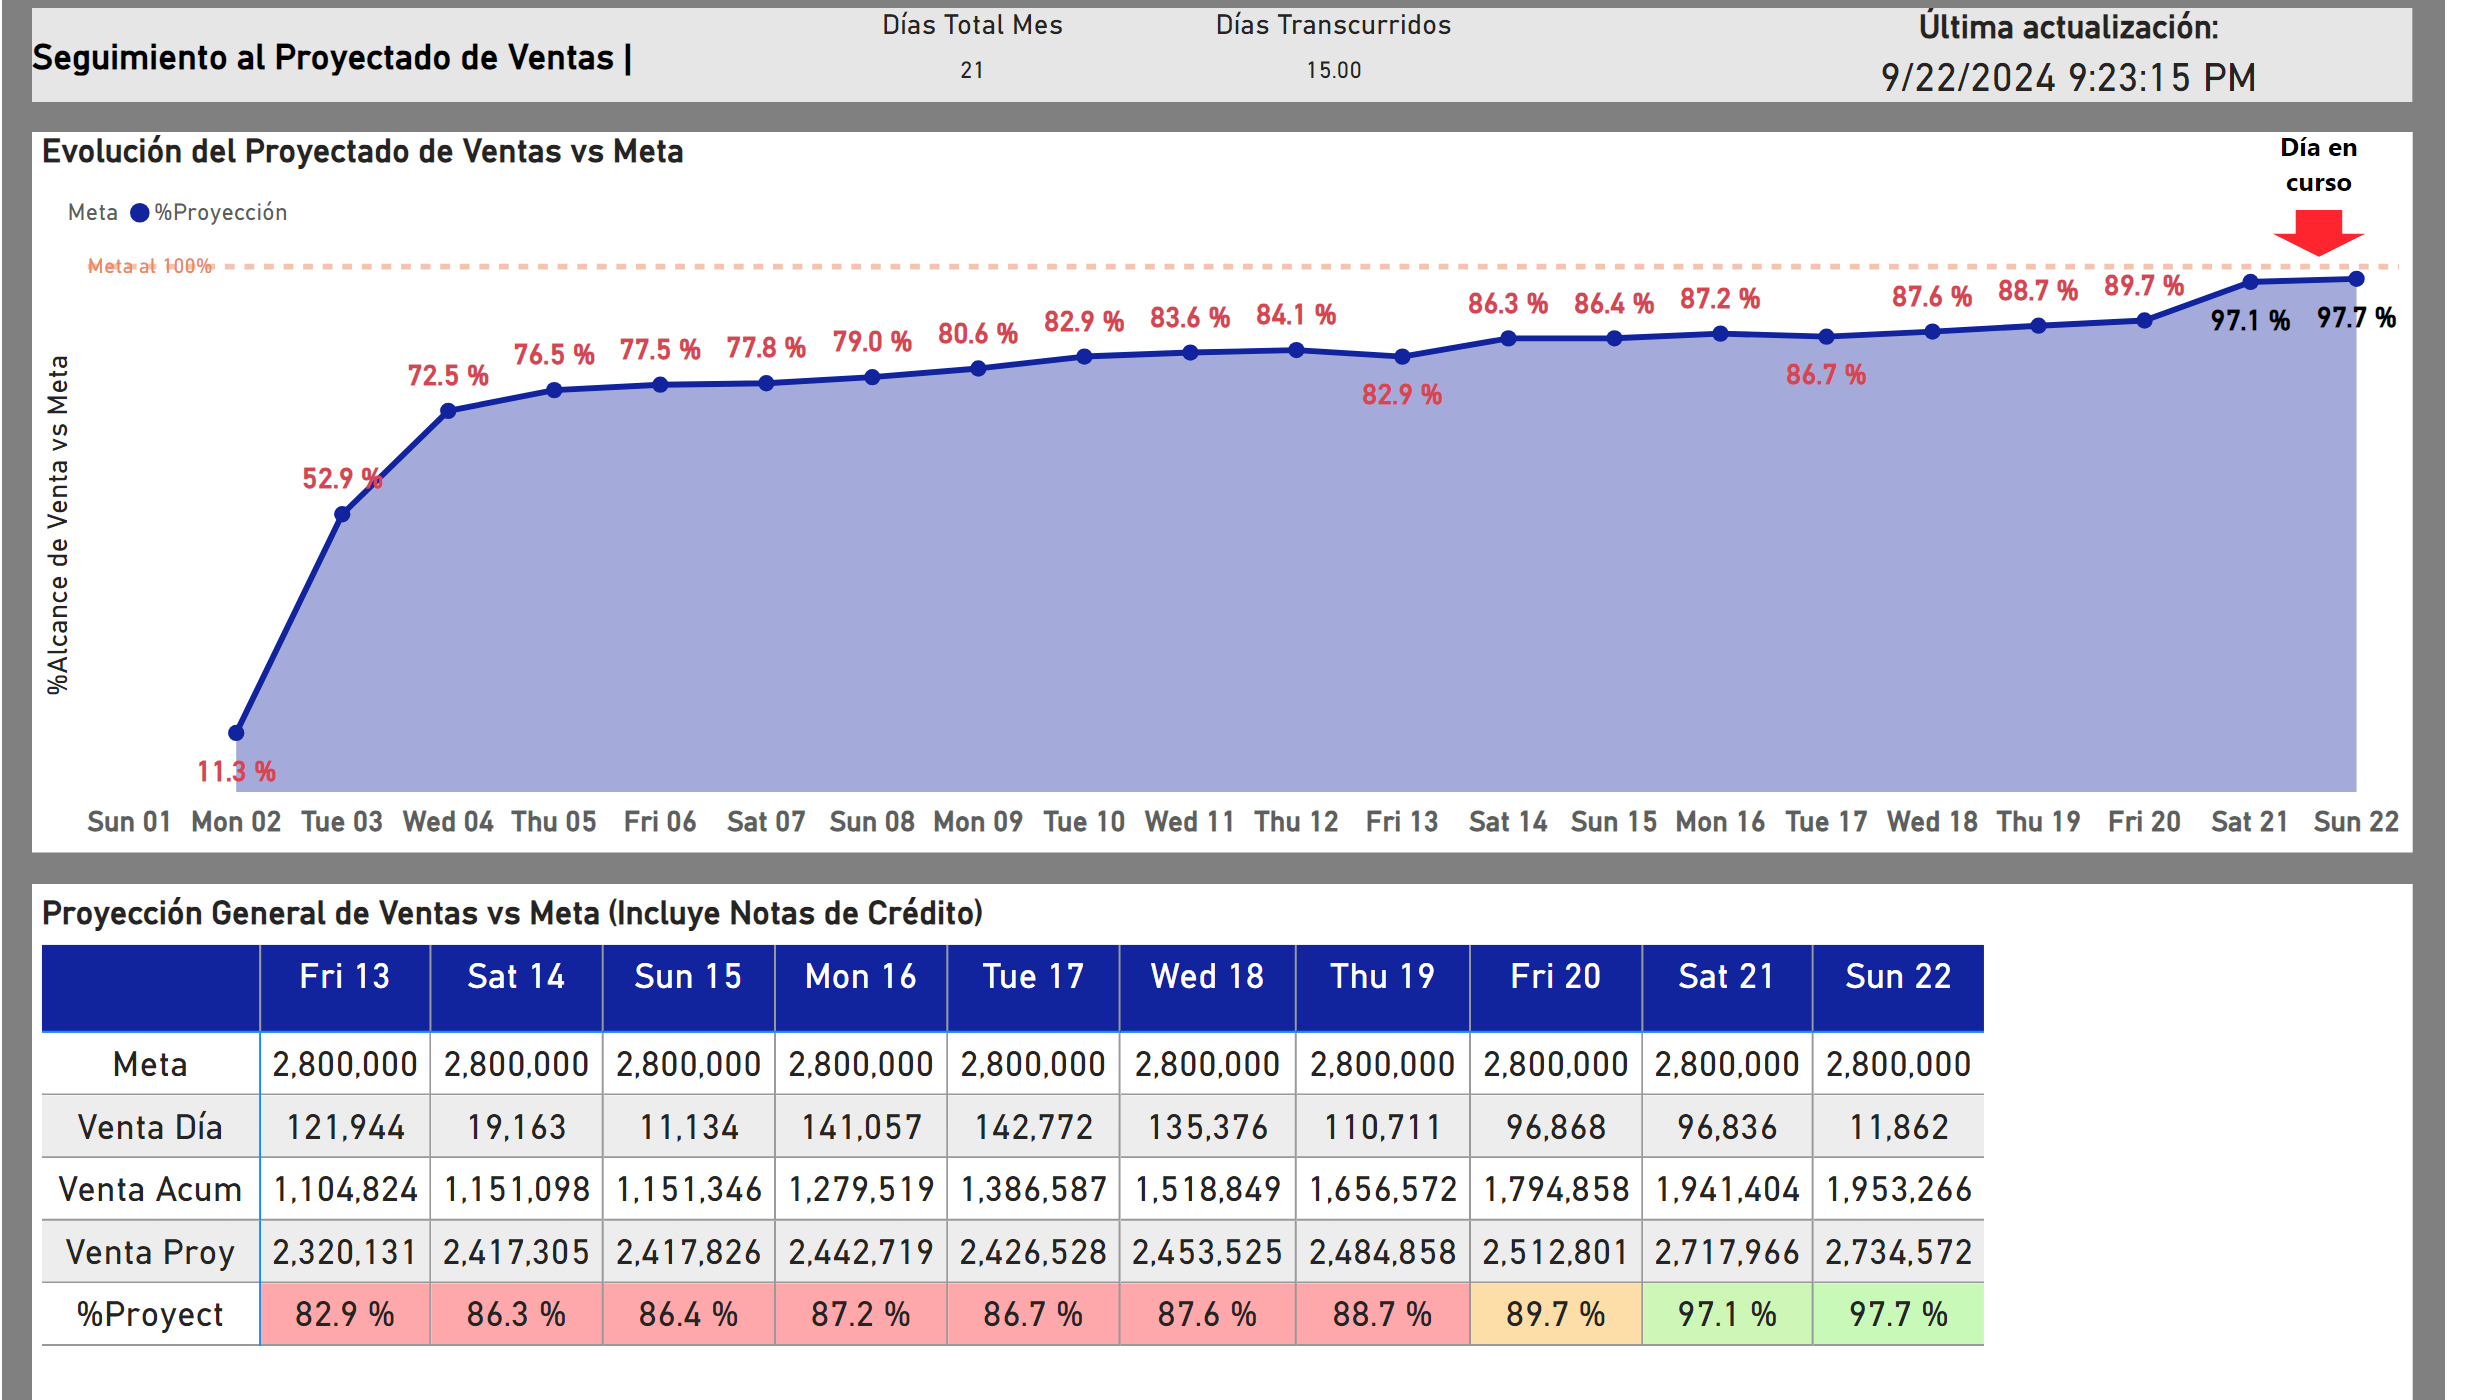 Seguimiento al Proyectado de Ventas |
Días Total Mes
21
Días Transcurridos
15.00
Última actualización:
9/22/2024 9:23:15 PM
Evolución del Proyectado de Ventas vs Meta
Día en
curso
Meta %Proyección
Meta al 100%
%Alcance de Venta vs Meta
11.3 %
52.9 %
72.5 %
76.5 %
77.5 %
77.8 %
79.0 %
80.6 %
82.9 %
83.6 %
84.1 %
82.9 %
86.3 %
86.4 %
87.2 %
86.7 %
87.6 %
88.7 %
89.7 %
97.1 %
97.7 %
Sun 01 Mon 02 Tue 03 Wed 04 Thu 05 Fri 06 Sat 07 Sun 08 Mon 09 Tue 10 Wed 11 Thu 12 Fri 13 Sat 14 Sun 15 Mon 16 Tue 17 Wed 18 Thu 19 Fri 20 Sat 21 Sun 22
Proyección General de Ventas vs Meta (Incluye Notas de Crédito)
Fri 13 Sat 14 Sun 15 Mon 16 Tue 17 Wed 18 Thu 19 Fri 20 Sat 21 Sun 22
Meta 2,800,000 2,800,000 2,800,000 2,800,000 2,800,000 2,800,000 2,800,000 2,800,000 2,800,000 2,800,000
Venta Día 121,944 19,163 11,134 141,057 142,772 135,376 110,711 96,868 96,836 11,862
Venta Acum 1,104,824 1,151,098 1,151,346 1,279,519 1,386,587 1,518,849 1,656,572 1,794,858 1,941,404 1,953,266
Venta Proy 2,320,131 2,417,305 2,417,826 2,442,719 2,426,528 2,453,525 2,484,858 2,512,801 2,717,966 2,734,572
%Proyect 82.9 % 86.3 % 86.4 % 87.2 % 86.7 % 87.6 % 88.7 % 89.7 % 97.1 % 97.7 %